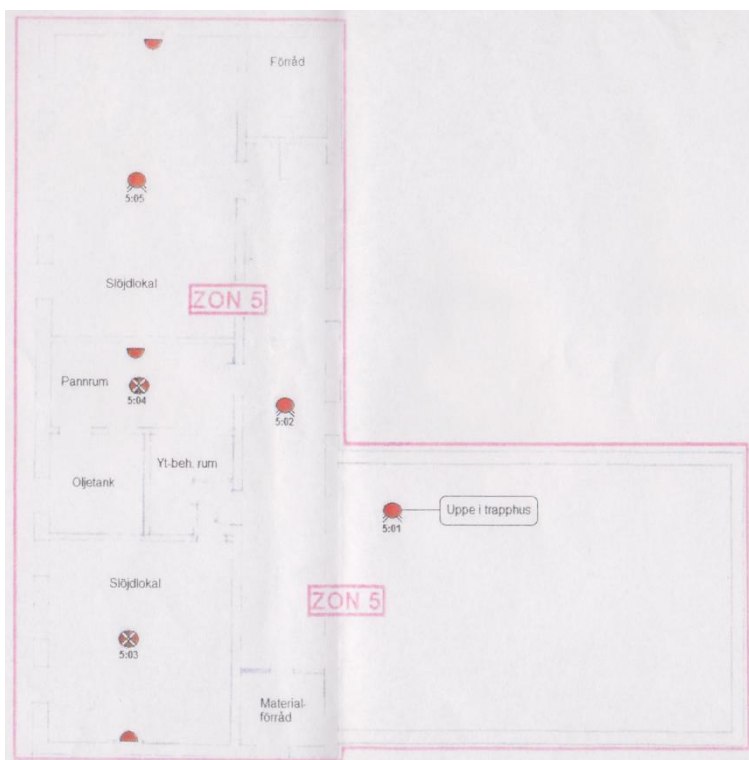 Förråd
5:05
Slöjdlokal
ZON 5
Pannrum
5:04
5:02
Yt-beh. rum
Oljetank
Uppe i trapphus
5:01
Slöjdlokal
ZON 5
5:03
Material-
förråd